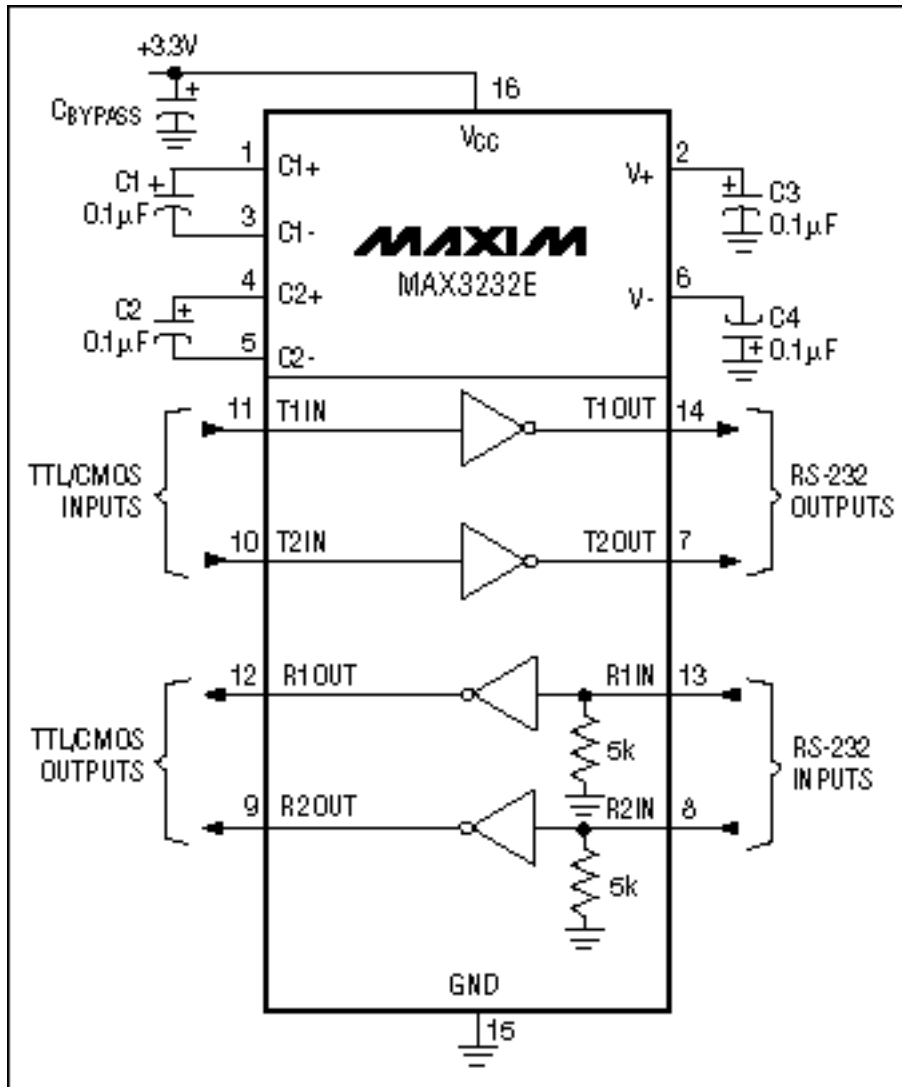 +3.3V
CBYPASS
16
VCC
1
C1+
C1
+
0.1µF
3
C1-
4
C2+
C2
+
0.1µF
5
C2-
+
MAXIM
MAX3232E
2
V+
+
C3
0.1µF
6
V-
C4
+
0.1µF
11
T1IN
T1OUT
14
TTL/CMOS
INPUTS
RS-232
OUTPUTS
10
T2IN
T2OUT
7
12
R1OUT
R1IN
13
5k
TTL/CMOS
OUTPUTS
RS-232
INPUTS
9
R2OUT
R2IN
8
5k
GND
15